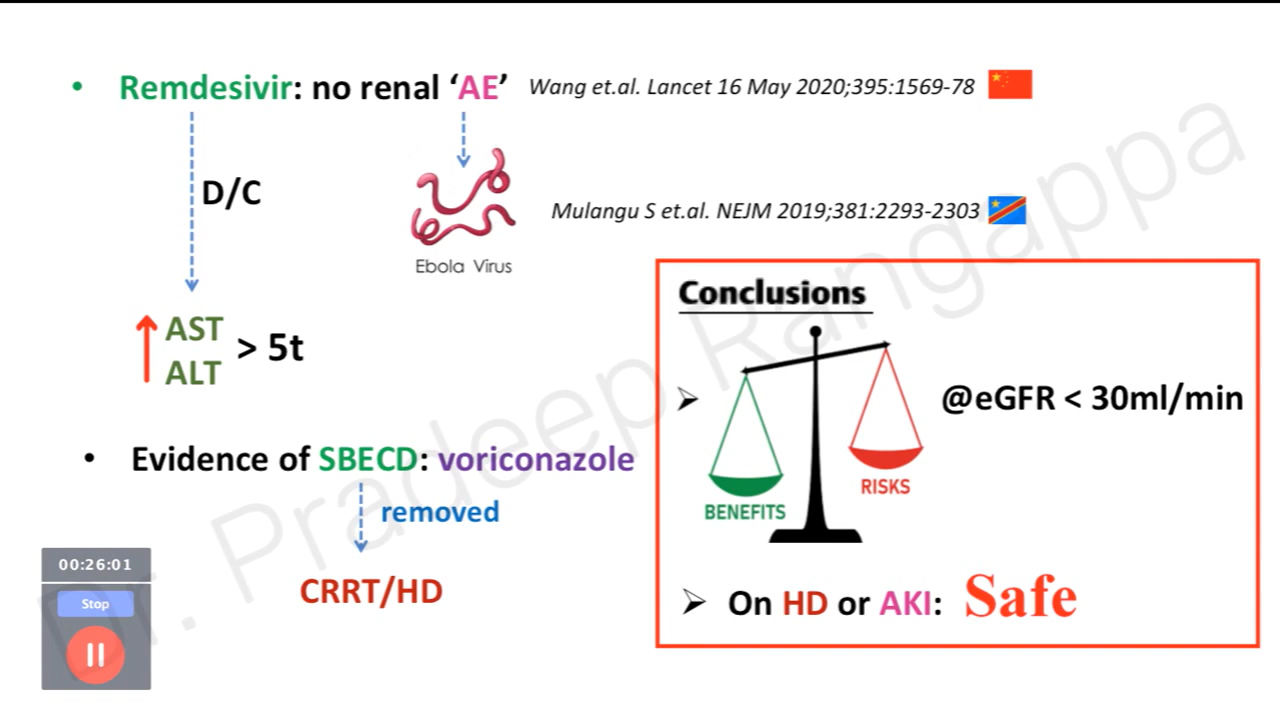 • Remdesivir: no renal ‘AE’ Wang et.al. Lancet 16 May 2020;395:1569-78
D/C
Mulangu S et.al. NEJM 2019;381:2293-2303
Ebola Virus
AST
ALT
> 5t
• Evidence of SBECD: voriconazole
removed
CRRT/HD
Conclusions
@eGFR < 30ml/min
BENEFITS
RISKS
➢ On HD or AKI: Safe
00:26:01
Stop
Dr. Pradeep Rangappa